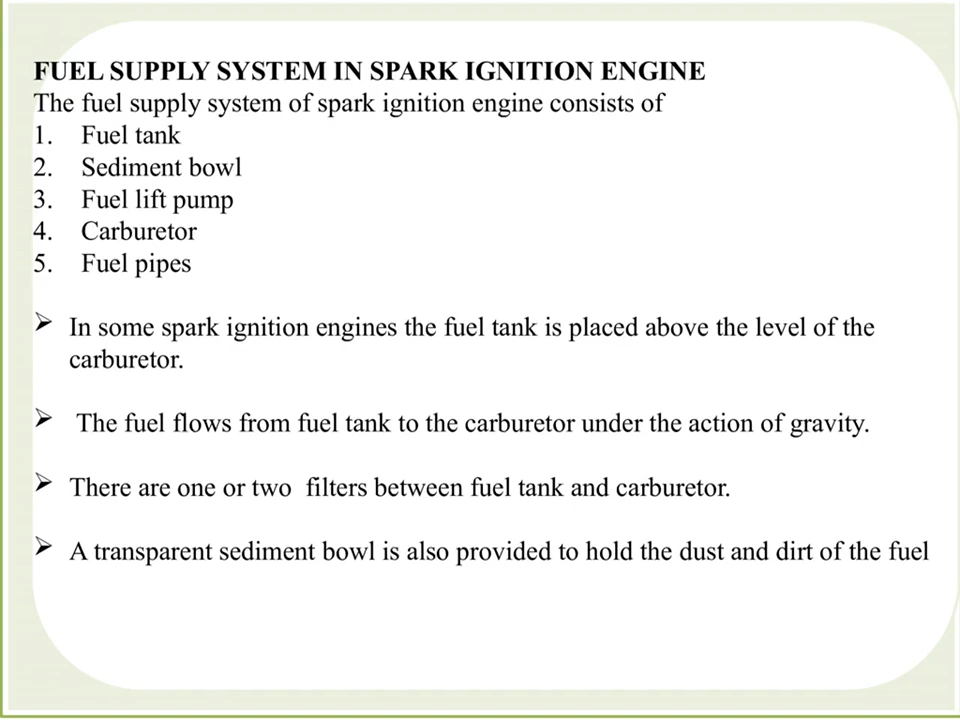 FUEL SUPPLY SYSTEM IN SPARK IGNITION ENGINE
The fuel supply system of spark ignition engine consists of
1. Fuel tank
2. Sediment bowl
3. Fuel lift pump
4. Carburetor
5. Fuel pipes
➢ In some spark ignition engines the fuel tank is placed above the level of the
carburetor.
➢ The fuel flows from fuel tank to the carburetor under the action of gravity.
➢ There are one or two filters between fuel tank and carburetor.
➢ A transparent sediment bowl is also provided to hold the dust and dirt of the fuel